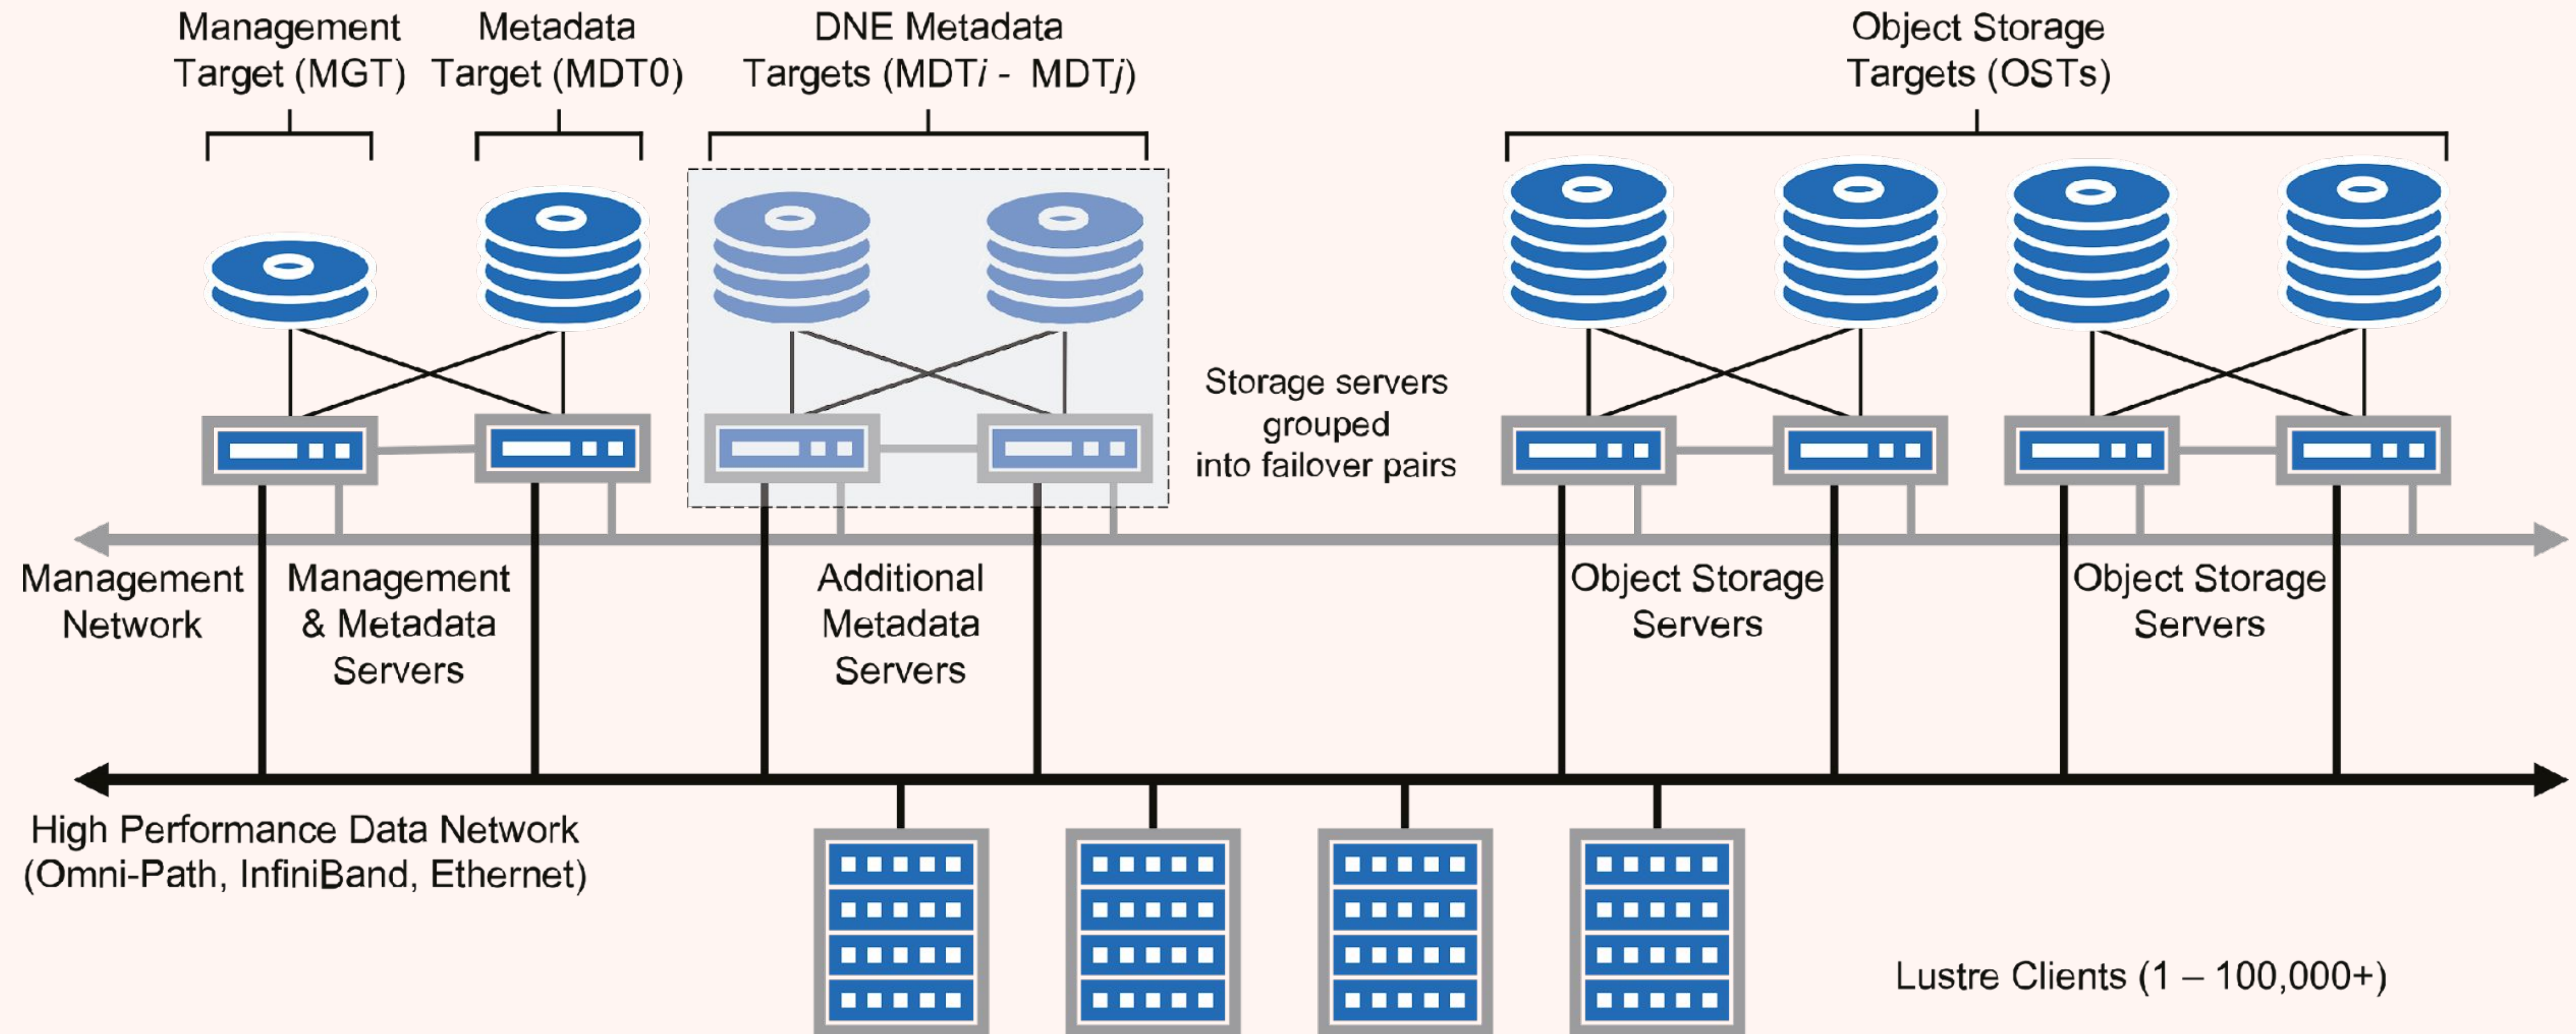 Management
Target (MGT)
Metadata
Target (MDT0)
DNE Metadata
Targets (MDTi - MDTj)
Object Storage
Targets (OSTs)
Storage servers
grouped
into failover pairs
Management
Network
Management
& Metadata
Servers
Additional
Metadata
Servers
Object Storage
Servers
Object Storage
Servers
High Performance Data Network
(Omni-Path, InfiniBand, Ethernet)
Lustre Clients (1 – 100,000+)